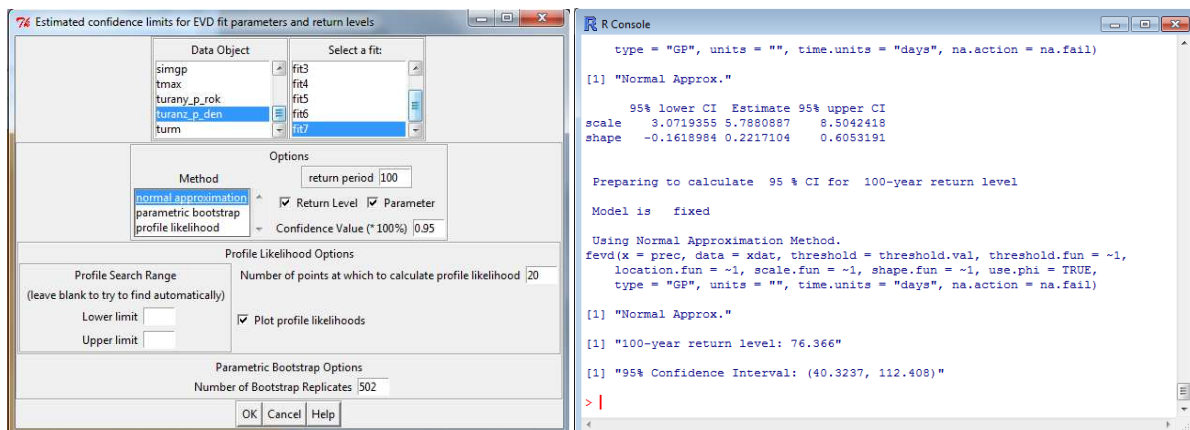 Estimated confidence limits for EVD fit parameters and return levels
Data Object
simgp
tmax
turany_p_rok
turanz_p_den
turm
Select a fit:
fit3
fit4
fit5
fit6
fit7
Options
Method
normal approximation
parametric bootstrap
profile likelihood
return period 100
Return Level Parameter
Confidence Value (*100%) 0.95
Profile Likelihood Options
Profile Search Range
(leave blank to try to find automatically)
Lower limit
Upper limit
Number of points at which to calculate profile likelihood 20
Plot profile likelihoods
Parametric Bootstrap Options
Number of Bootstrap Replicates 502
OK Cancel Help
R Console
type = "GP", units = "", time.units = "days", na.action = na.fail)
[1] "Normal Approx."
95% lower CI Estimate 95% upper CI
scale 3.0719355 5.7880887 8.5042418
shape -0.1618984 0.2217104 0.6053191
Preparing to calculate 95 % CI for 100-year return level
Model is fixed
Using Normal Approximation Method.
fevd(x = prec, data = xdat, threshold = threshold.val, threshold.fun = ~1,
location.fun = ~1, scale.fun = ~1, shape.fun = ~1, use.phi = TRUE,
type = "GP", units = "", time.units = "days", na.action = na.fail)
[1] "Normal Approx."
[1] "100-year return level: 76.366"
[1] "95% Confidence Interval: (40.3237, 112.408)"
>